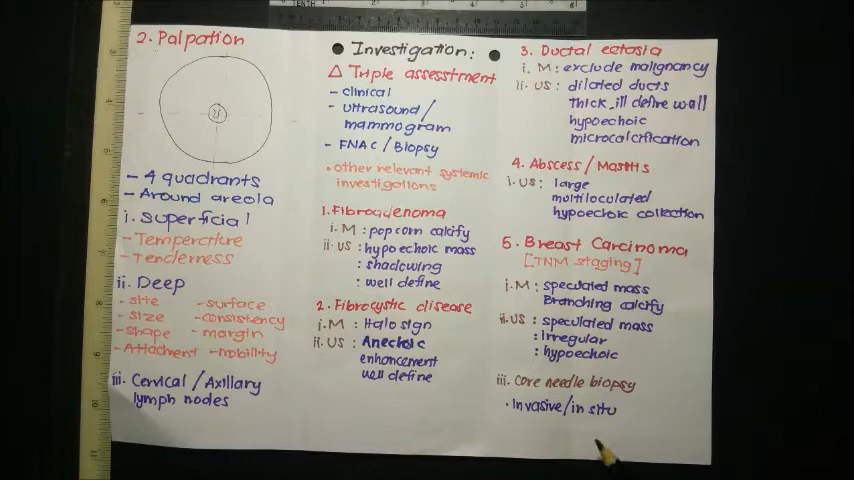 2. Palpation
- 4 quadrants
- Around areola
i. Superficial
- Temperature
- Tenderness
ii. Deep
- site - surface
- size - consistency
- shape - margin
- Attachment - mobility
iii. Cervical / Axillary
lymph nodes
Investigation:
Δ Triple assesstment
- clinical
- ultrasound /
mammogram
- FNAC / Biopsy
• other relevant systemic
investigations
1. Fibroadenoma
i. M : popcorn calcify
ii. US : hypoechoic mass
: shadowing
: well define
2. Fibrocystic disease
i. M : Halo sign
ii. US : Anechoic
enhancement
well define
3. Ductal ectasia
i. M : exclude malignancy
ii. US : dilated ducts
Thick, ill define wall
hypoechoic
microcalcification
4. Abscess / Mastitis
i. US : large
multiloculated
hypoechoic collection
5. Breast Carcinoma
[TNM staging]
i. M : speculated mass
Branching calcify
ii. US : speculated mass
: irregular
: hypoechoic
iii. Core needle biopsy
• Invasive / in situ